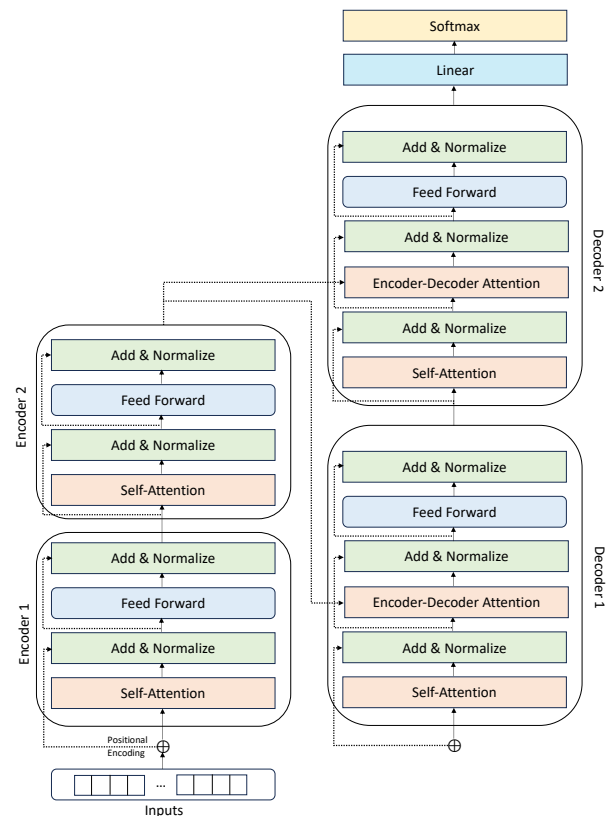 Softmax
Linear
Add & Normalize
Feed Forward
Add & Normalize
Encoder-Decoder Attention
Add & Normalize
Self-Attention
Decoder 2
Add & Normalize
Feed Forward
Add & Normalize
Self-Attention
Encoder 2
Add & Normalize
Feed Forward
Add & Normalize
Encoder-Decoder Attention
Add & Normalize
Self-Attention
Decoder 1
Add & Normalize
Feed Forward
Add & Normalize
Self-Attention
Encoder 1
Positional
Encoding
...
Inputs